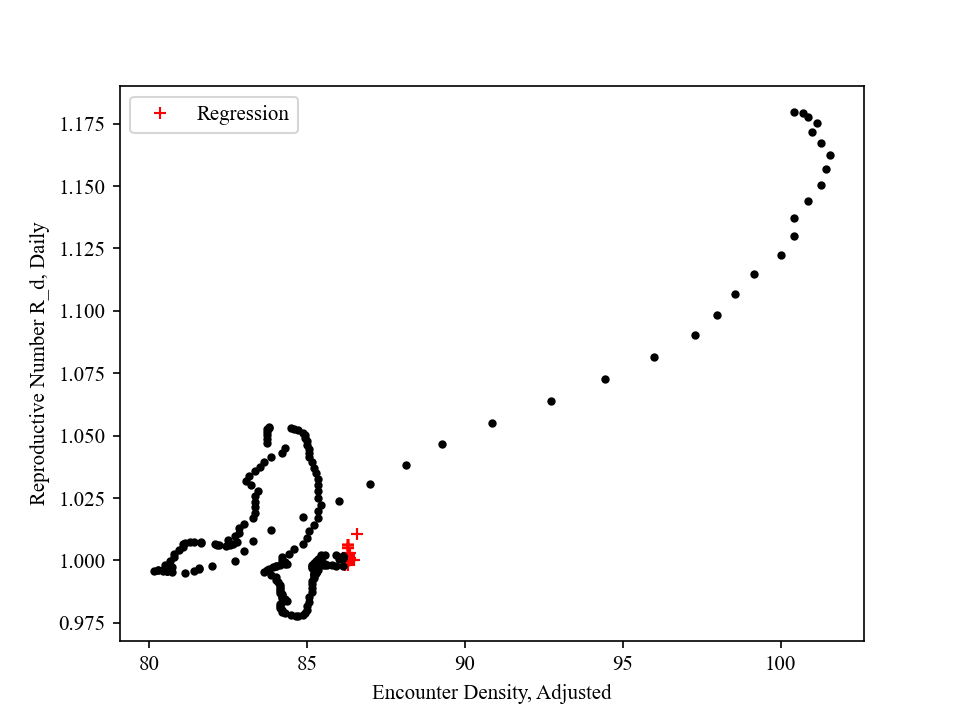 Regression
1.175
1.150
1.125
1.100
1.075
1.050
1.025
1.000
0.975
Reproductive Number R_d, Daily
80 85 90 95 100
Encounter Density, Adjusted